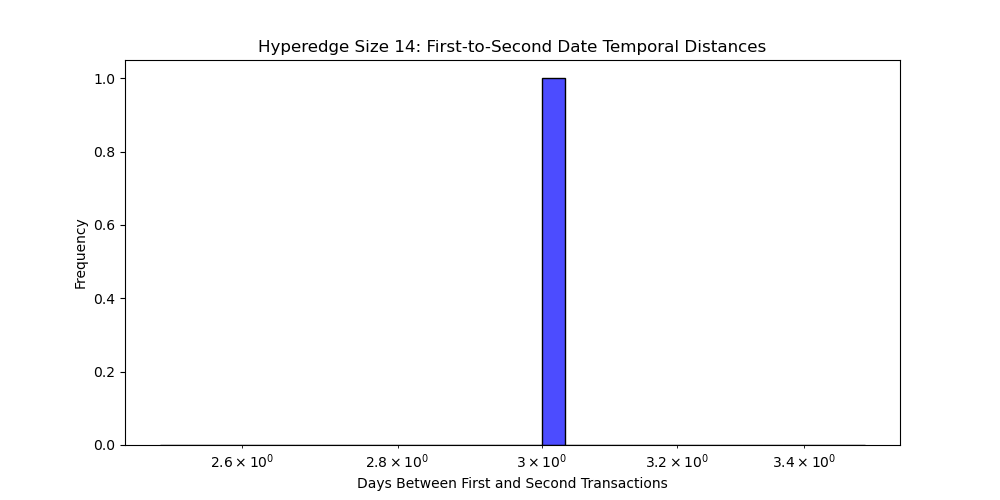 Hyperedge Size 14: First-to-Second Date Temporal Distances
1.0
0.8
0.6
0.4
0.2
0.0
Frequency
2.6 × 10⁰ 2.8 × 10⁰ 3 × 10⁰ 3.2 × 10⁰ 3.4 × 10⁰
Days Between First and Second Transactions